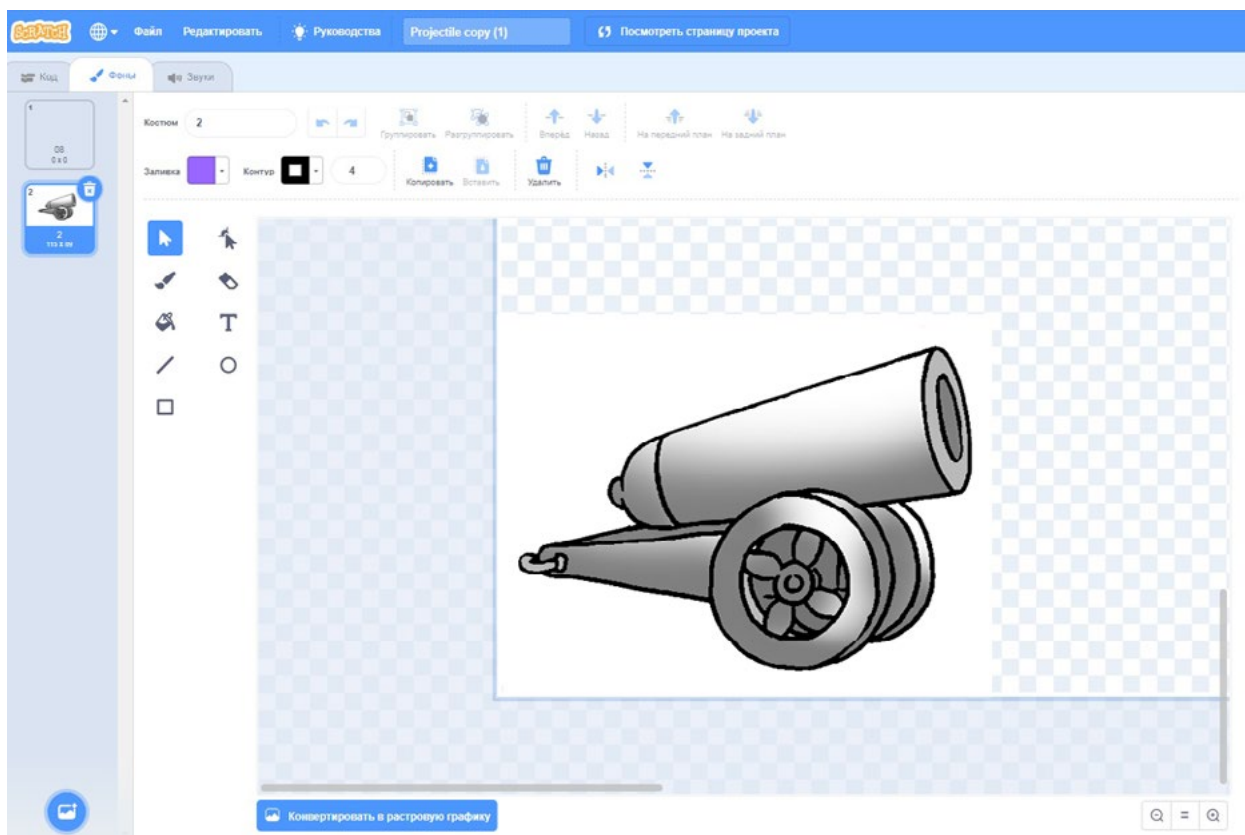 SCRATCH Файл Редактировать Руководства Projectile copy (1) Посмотреть страницу проекта
Код Фоны Звуки
1
0 x 0
2
2
Костюм 2
Группировать Разгруппировать Вперёд Назад На передний план На задний план
Заливка Контур 4
Копировать Вставить Удалить
T
Конвертировать в растровую графику